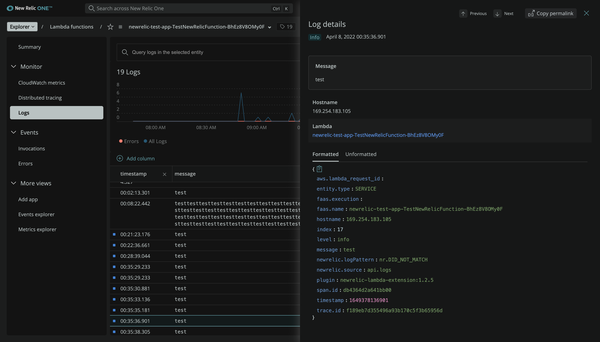 New Relic ONE™
Search across New Relic One
Ctrl K
Explorer
Lambda functions
newrelic-test-app-TestNewRelicFunction-BhEz8V8OMy0F
19
Summary
Monitor
CloudWatch metrics
Distributed tracing
Logs
Events
Invocations
Errors
More views
Add app
Events explorer
Metrics explorer
Query logs in the selected entity
19 Logs
8
6
4
2
0
08:00 AM
08:30 AM
09:00 AM
Errors
All Logs
Add column
timestamp
message
00:02:13.301
test
00:08:22.442
00:21:23.176
test
00:22:36.661
test
00:28:39.044
test
00:35:29.233
test
00:35:29.233
test
00:35:30.881
test
00:35:33.136
test
00:35:35.181
test
00:35:36.901
test
00:35:38.305
test
Previous
Next
Copy permalink
Log details
info
April 8, 2022 00:35:36.901
Message
test
Hostname
169.254.183.105
Lambda
newrelic-test-app-TestNewRelicFunction-BhEz8V8OMy0F
Formatted
Unformatted
{
aws.lambda_request_id:
entity.type: SERVICE
faas.execution:
faas.name: newrelic-test-app-TestNewRelicFunction-BhEz8V8OMy0F
hostname: 169.254.183.105
index: 17
level: info
message: test
newrelic.logPattern: nr.DID_NOT_MATCH
newrelic.source: api.logs
plugin: newrelic-lambda-extension:1.2.5
span.id: db4364d2a641bb00
timestamp: 1649378136901
trace.id: f189eb7d355496a93b170c5f3b65956d
}